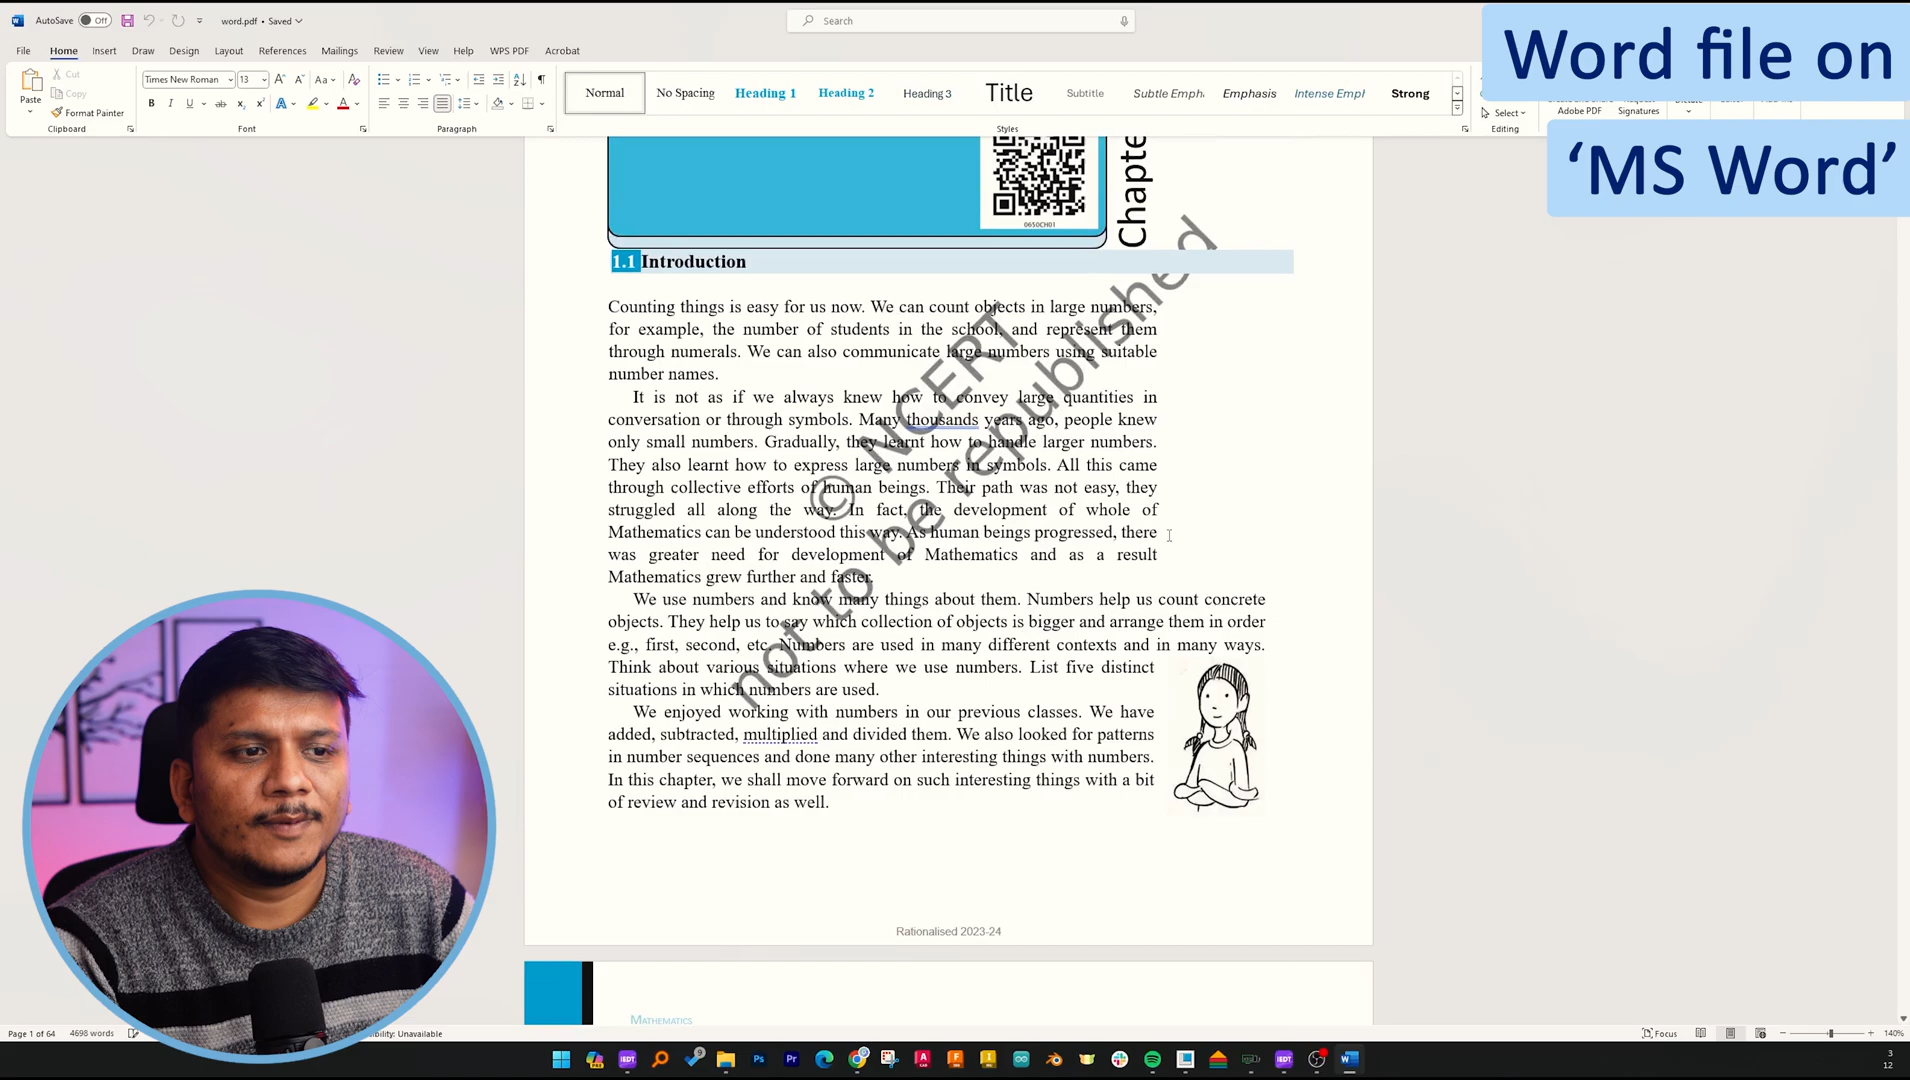 AutoSave Off word.pdf • Saved Search
Word file on
‘MS Word’
File Home Insert Draw Design Layout References Mailings Review View Help WPS PDF Acrobat
Paste Cut Copy Format Painter
Times New Roman 13
Normal No Spacing Heading 1 Heading 2 Heading 3 Title Subtitle Subtle Emph Emphasis Intense Empl Strong
Select
Adobe PDF Signatures
Clipboard Font Paragraph Styles Editing
Chapte
0650CH01
1.1 Introduction
Counting things is easy for us now. We can count objects in large numbers,
for example, the number of students in the school, and represent them
through numerals. We can also communicate large numbers using suitable
number names.
It is not as if we always knew how to convey large quantities in
conversation or through symbols. Many thousands years ago, people knew
only small numbers. Gradually, they learnt how to handle larger numbers.
They also learnt how to express large numbers in symbols. All this came
through collective efforts of human beings. Their path was not easy, they
struggled all along the way. In fact, the development of whole of
Mathematics can be understood this way. As human beings progressed, there
was greater need for development of Mathematics and as a result
Mathematics grew further and faster.
We use numbers and know many things about them. Numbers help us count concrete
objects. They help us to say which collection of objects is bigger and arrange them in order
e.g., first, second, etc. Numbers are used in many different contexts and in many ways.
Think about various situations where we use numbers. List five distinct
situations in which numbers are used.
We enjoyed working with numbers in our previous classes. We have
added, subtracted, multiplied and divided them. We also looked for patterns
in number sequences and done many other interesting things with numbers.
In this chapter, we shall move forward on such interesting things with a bit
of review and revision as well.
© NCERT
not to be republished
Rationalised 2023-24
MATHEMATICS
Page 1 of 64 4698 words Unavailable Focus 140%
3
12